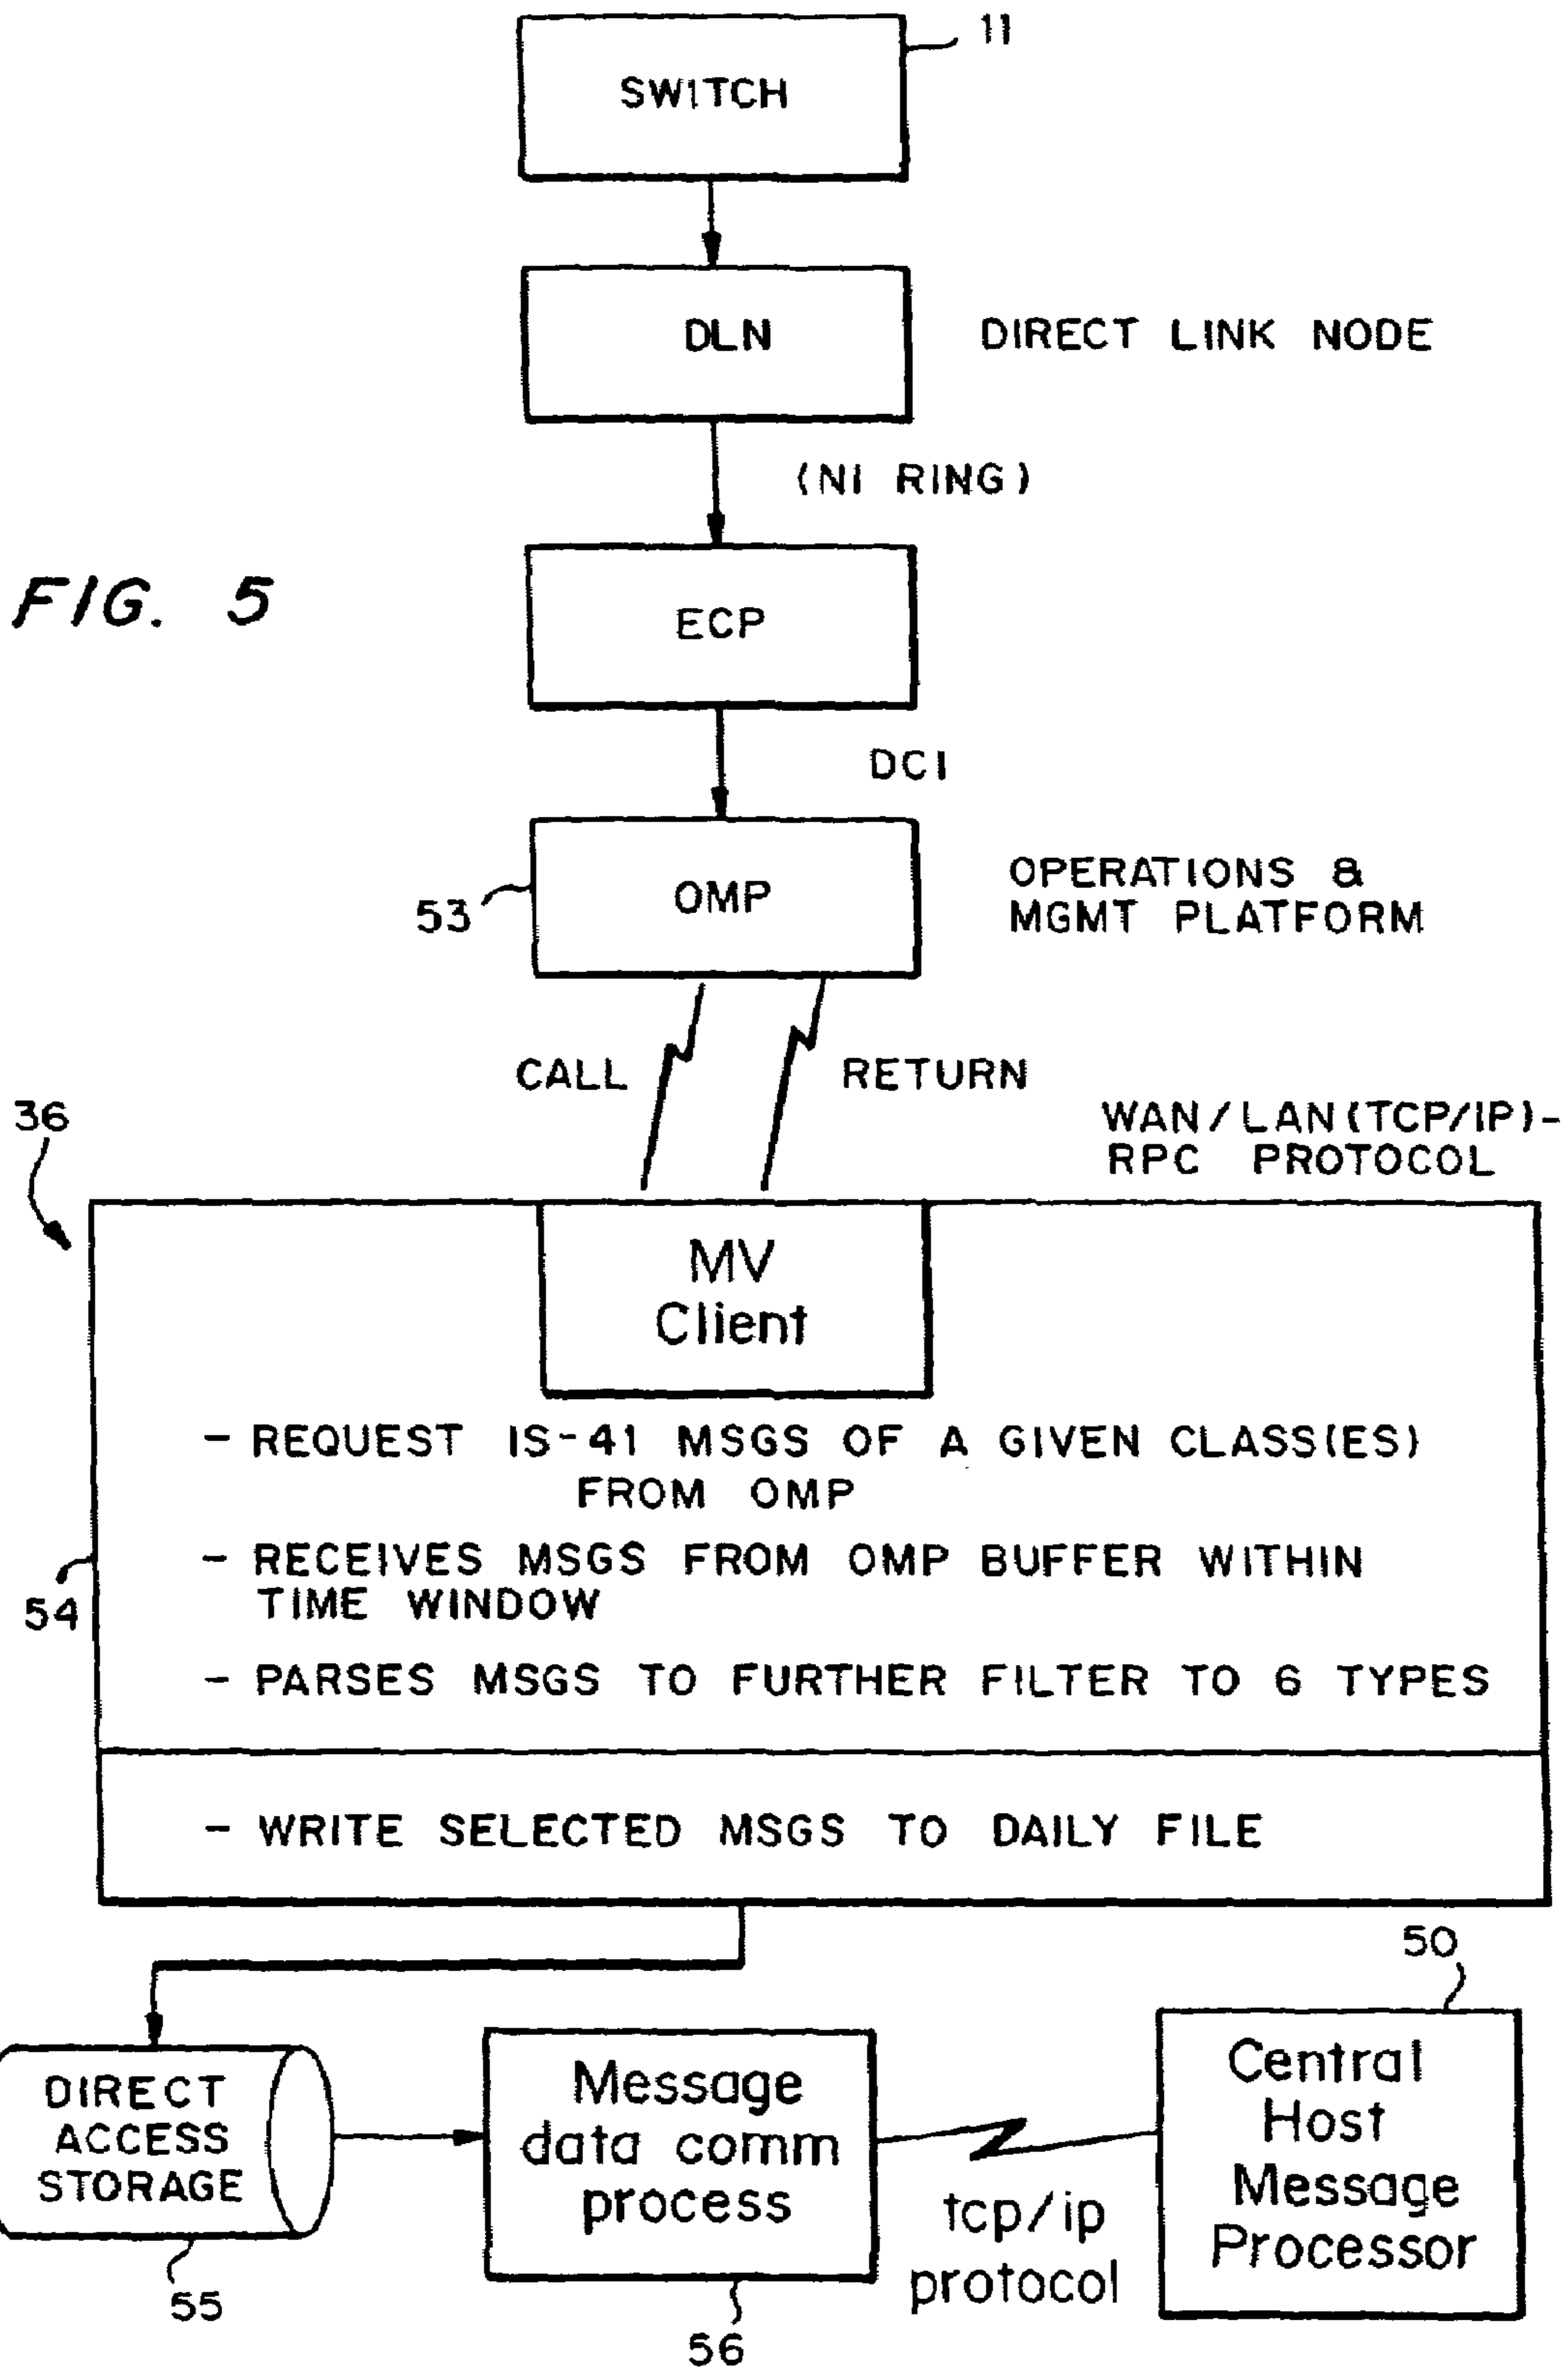 11
SWITCH
DLN
DIRECT LINK NODE
(NI RING)
FIG. 5
ECP
DCI
OMP
53
OPERATIONS &
MGMT PLATFORM
CALL
RETURN
36
WAN/LAN(TCP/IP)-
RPC PROTOCOL
MV
Client
- REQUEST IS-41 MSGS OF A GIVEN CLASS(ES)
FROM OMP
- RECEIVES MSGS FROM OMP BUFFER WITHIN
TIME WINDOW
54
- PARSES MSGS TO FURTHER FILTER TO 6 TYPES
- WRITE SELECTED MSGS TO DAILY FILE
50
DIRECT
ACCESS
STORAGE
55
Message
data comm
process
56
tcp/ip
protocol
Central
Host
Message
Processor